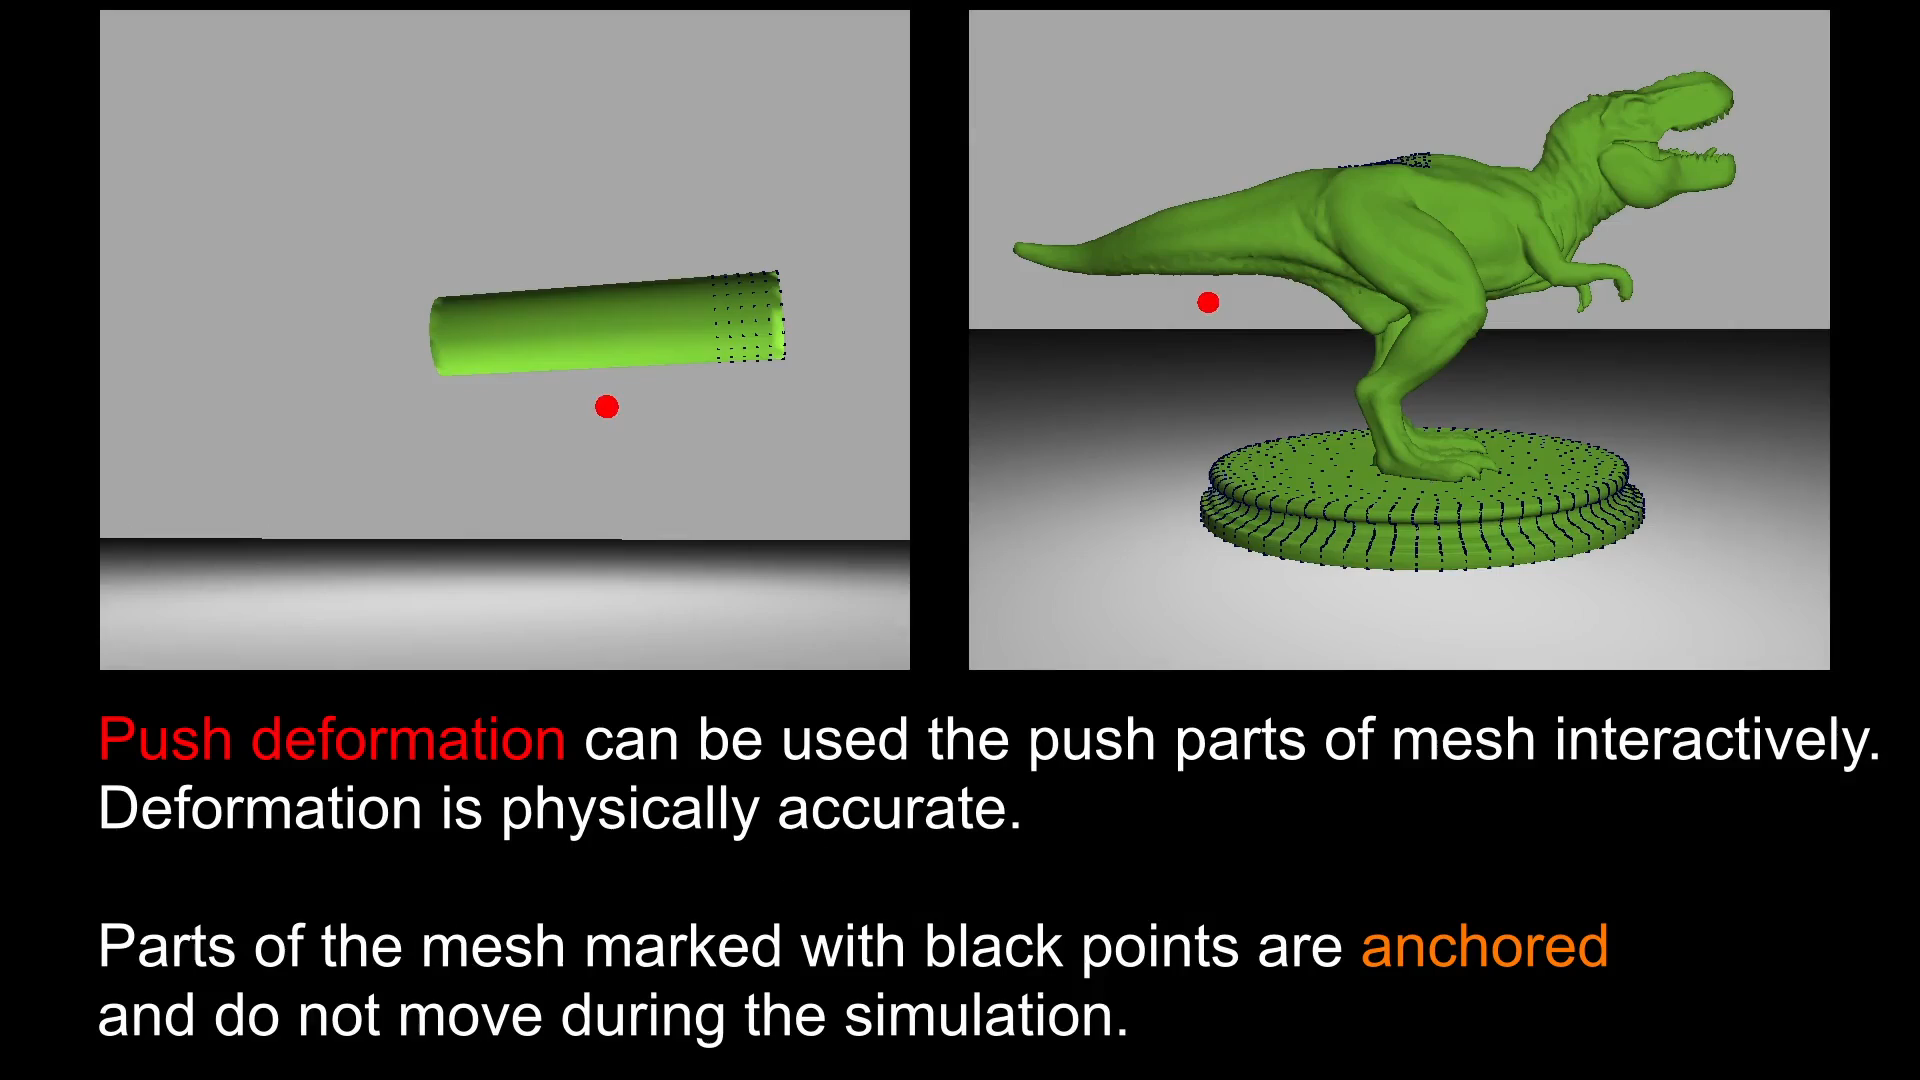 Push deformation can be used the push parts of mesh interactively.
Deformation is physically accurate.
Parts of the mesh marked with black points are anchored
and do not move during the simulation.